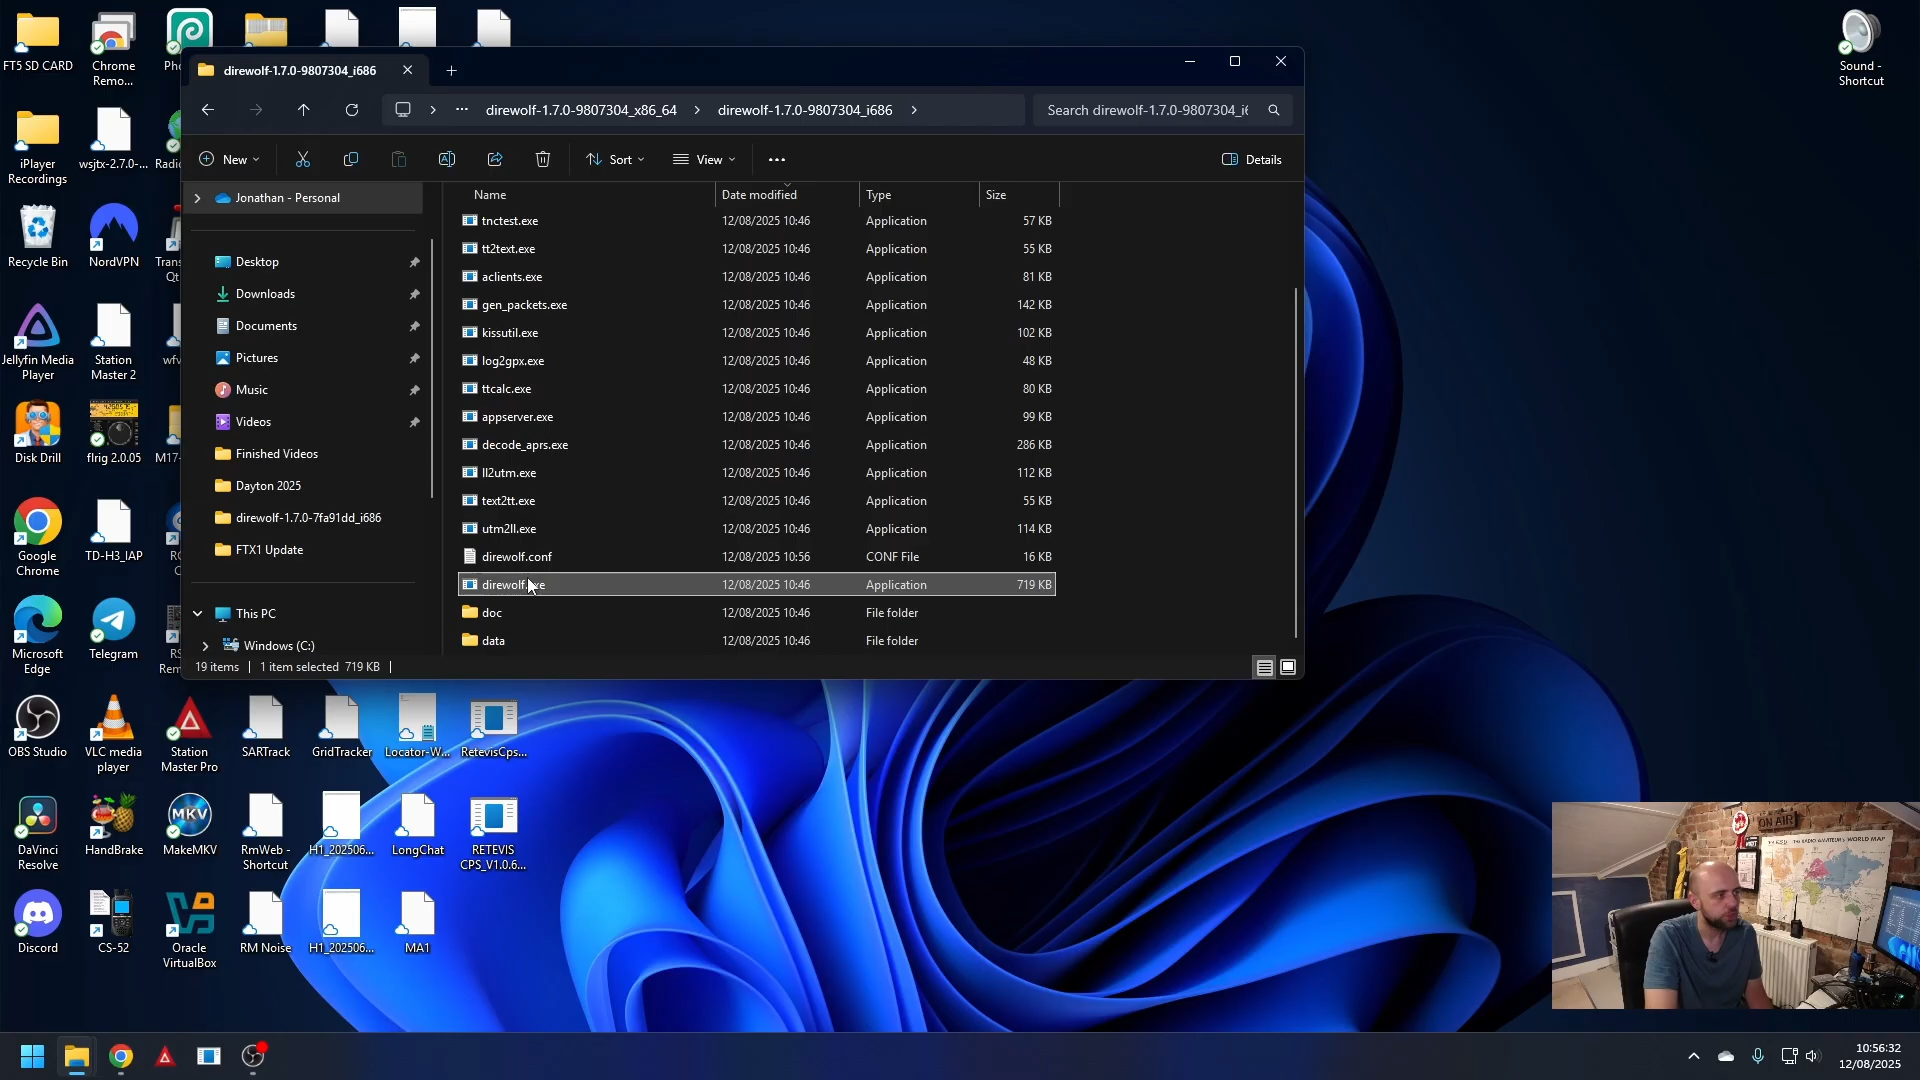 FT5 SD CARD
Chrome
Remo...
Pho
Sound -
Shortcut
direwolf-1.7.0-9807304_i686
direwolf-1.7.0-9807304_x86_64
direwolf-1.7.0-9807304_i686
Search direwolf-1.7.0-9807304_i6
New
Sort
View
Details
Jonathan - Personal
Desktop
Downloads
Documents
Pictures
Music
Videos
Finished Videos
Dayton 2025
direwolf-1.7.0-7fa91dd_i686
FTX1 Update
This PC
Windows (C:)
Name
Date modified
Type
Size
tnctest.exe 12/08/2025 10:46 Application 57 KB
tt2text.exe 12/08/2025 10:46 Application 55 KB
aclients.exe 12/08/2025 10:46 Application 81 KB
gen_packets.exe 12/08/2025 10:46 Application 142 KB
kissutil.exe 12/08/2025 10:46 Application 102 KB
log2gpx.exe 12/08/2025 10:46 Application 48 KB
ttcalc.exe 12/08/2025 10:46 Application 80 KB
appserver.exe 12/08/2025 10:46 Application 99 KB
decode_aprs.exe 12/08/2025 10:46 Application 286 KB
ll2utm.exe 12/08/2025 10:46 Application 112 KB
text2tt.exe 12/08/2025 10:46 Application 55 KB
utm2ll.exe 12/08/2025 10:46 Application 114 KB
direwolf.conf 12/08/2025 10:56 CONF File 16 KB
direwolf.exe 12/08/2025 10:46 Application 719 KB
doc 12/08/2025 10:46 File folder
data 12/08/2025 10:46 File folder
19 items
1 item selected 719 KB
iPlayer
Recordings
wsjtx-2.7.0-...
Radio
Recycle Bin
NordVPN
Trans
Qt
Jellyfin Media
Player
Station
Master 2
wfv
Disk Drill
flrig 2.0.05
M17-
Google
Chrome
TD-H3_IAP
Microsoft
Edge
Telegram
RS
Rem
OBS Studio
VLC media
player
Station
Master Pro
SARTrack
GridTracker
Locator-W...
RetevisCps...
DaVinci
Resolve
HandBrake
MKV
MakeMKV
RmWeb -
Shortcut
H1_202506...
LongChat
RETEVIS
CPS_V1.0.6...
Discord
CS-52
Oracle
VirtualBox
RM Noise
H1_202506...
MA1
ON AIR
RADIO AMATEUR's WORLD MAP
10:56:32
12/08/2025